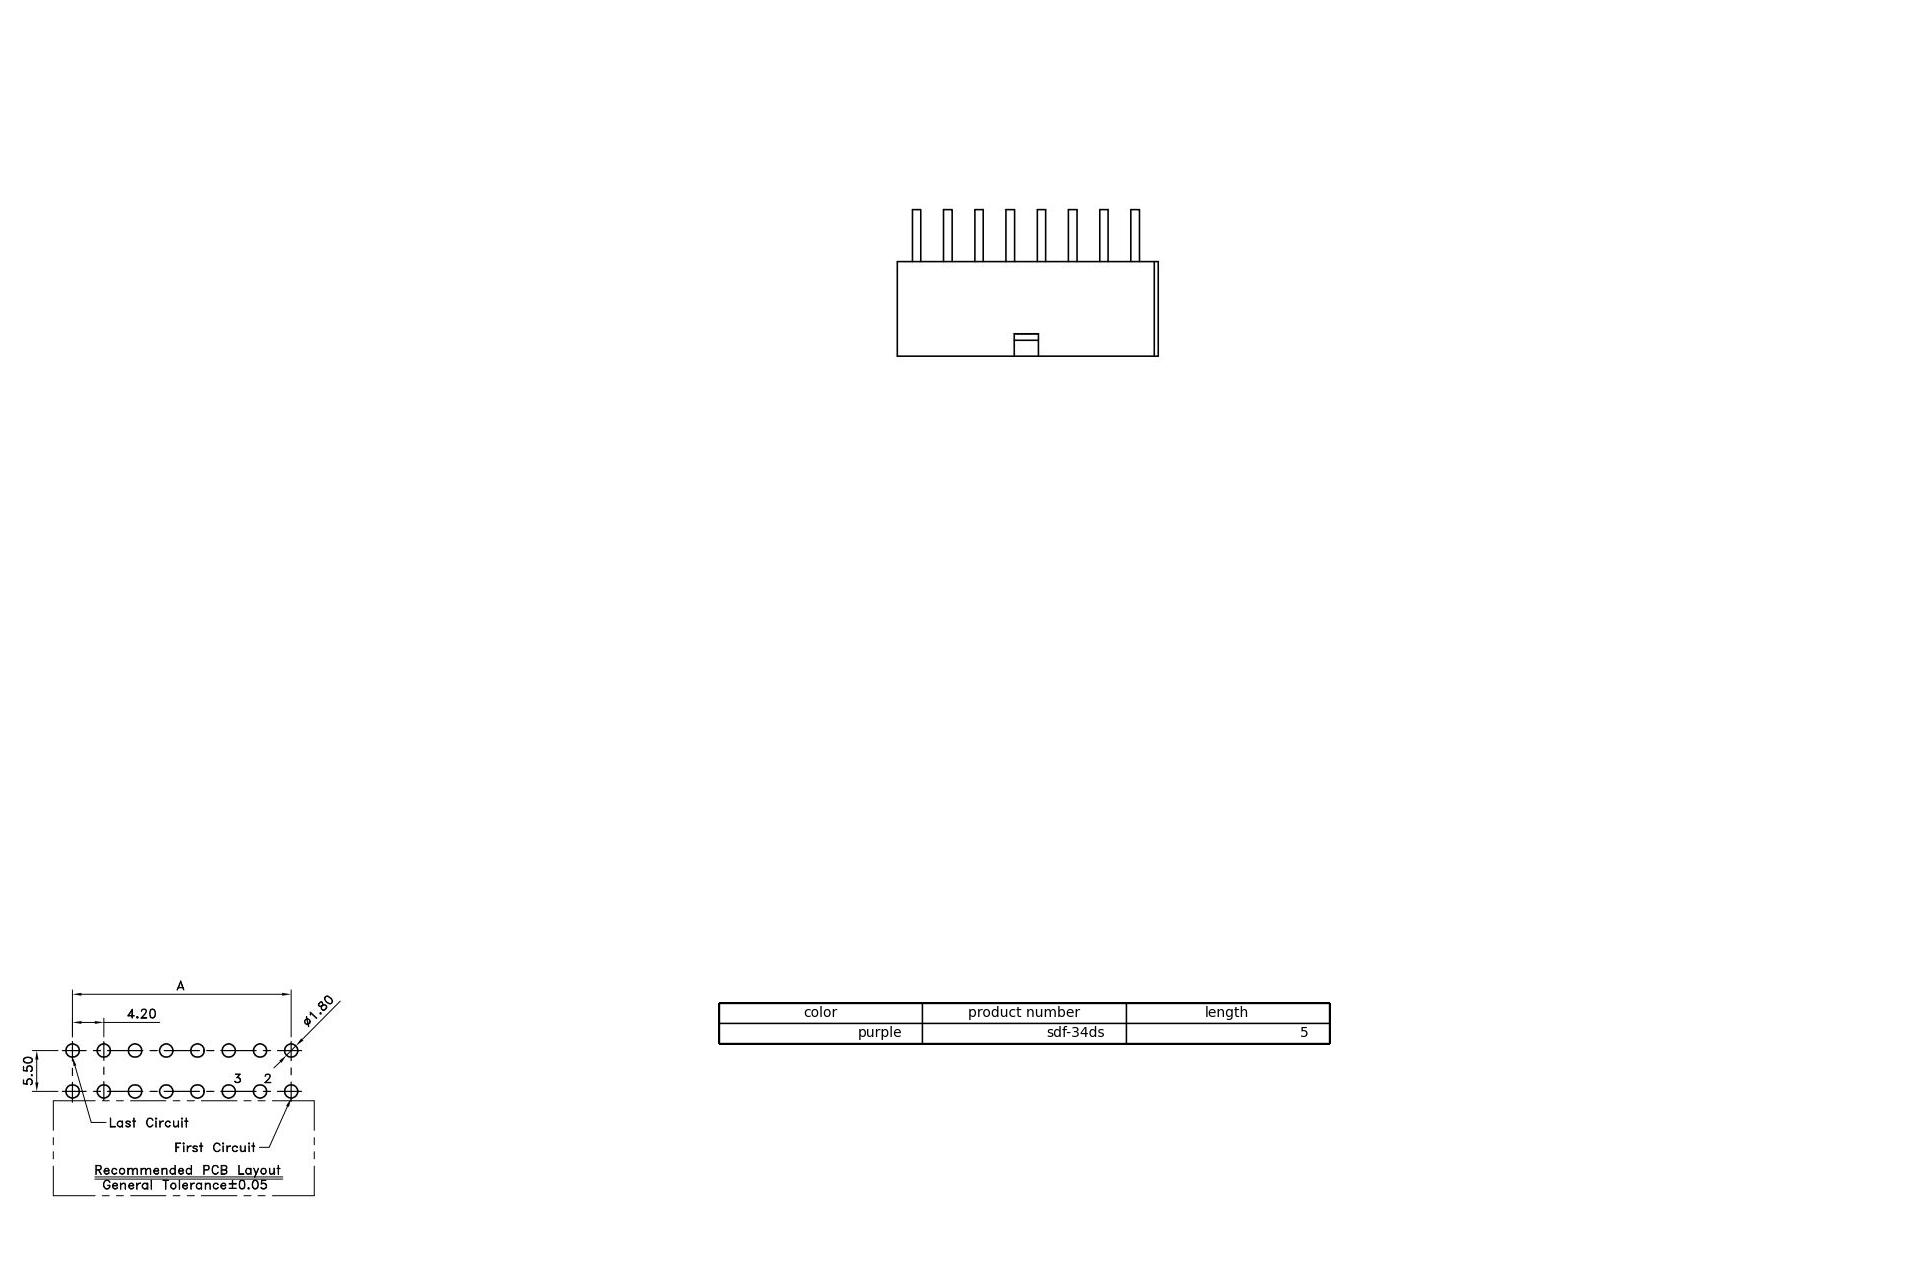 A
4.20
ø1.80
5.50
3 2
Last Circuit
First Circuit
Recommended PCB Layout
General Tolerance±0.05
color product number length
purple sdf-34ds 5